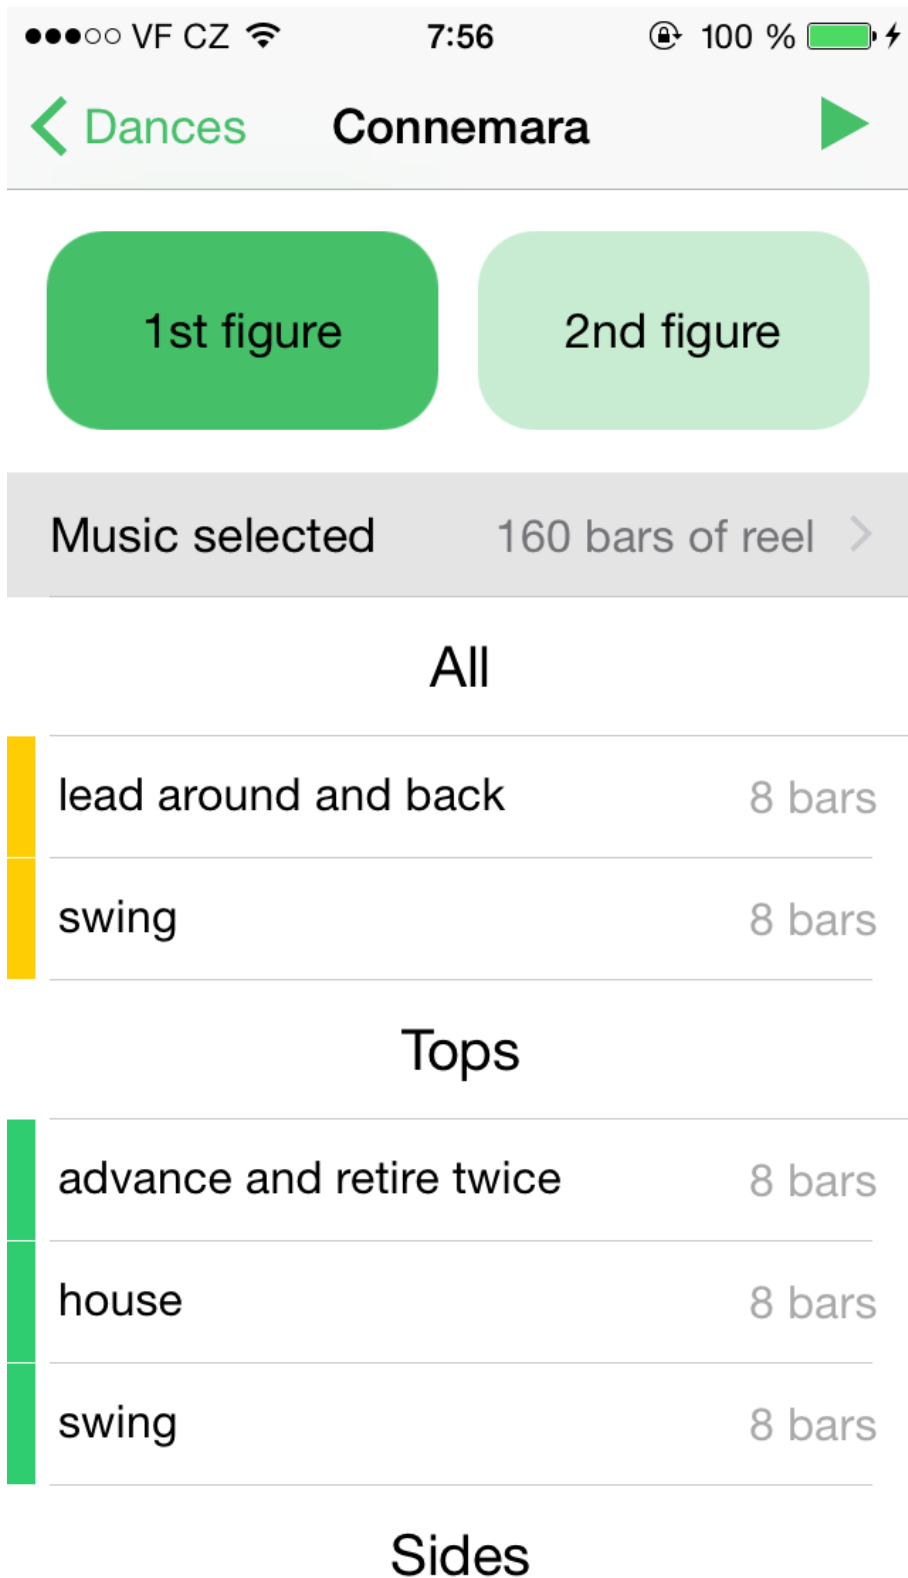 VF CZ 7:56 100 %
Dances Connemara
1st figure 2nd figure
Music selected 160 bars of reel
All
lead around and back 8 bars
swing 8 bars
Tops
advance and retire twice 8 bars
house 8 bars
swing 8 bars
Sides